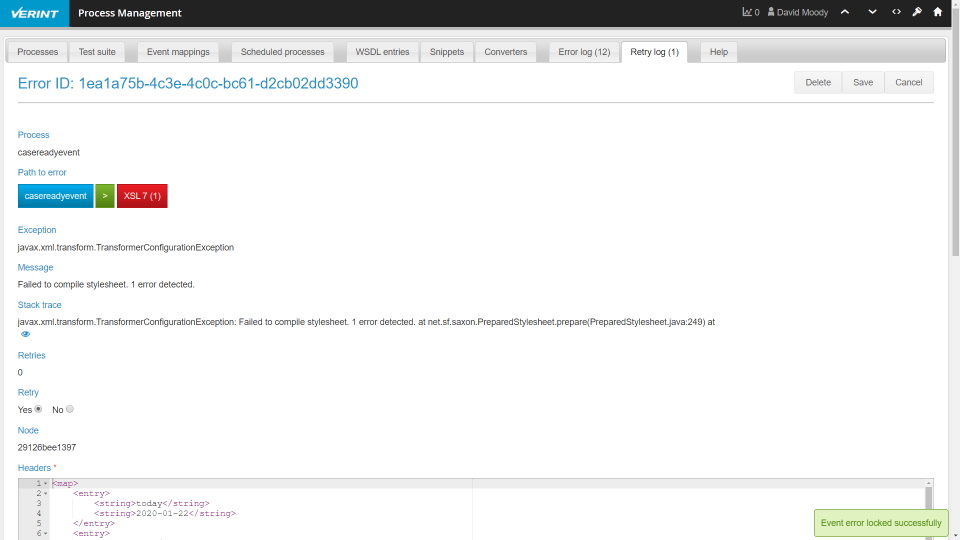 VERINT Process Management 0 David Moody
Processes Test suite Event mappings Scheduled processes WSDL entries Snippets Converters Error log (12) Retry log (1) Help
Error ID: 1ea1a75b-4c3e-4c0c-bc61-d2cb02dd3390 Delete Save Cancel
Process
casereadyevent
Path to error
casereadyevent > XSL 7 (1)
Exception
javax.xml.transform.TransformerConfigurationException
Message
Failed to compile stylesheet. 1 error detected.
Stack trace
javax.xml.transform.TransformerConfigurationException: Failed to compile stylesheet. 1 error detected. at net.sf.saxon.PreparedStylesheet.prepare(PreparedStylesheet.java:249) at
Retries
0
Retry
Yes No
Node
29126bee1397
Headers *
1 <map>
2 <entry>
3 <string>today</string>
4 <string>2020-01-22</string>
5 </entry>
6 <entry>
Event error locked successfully